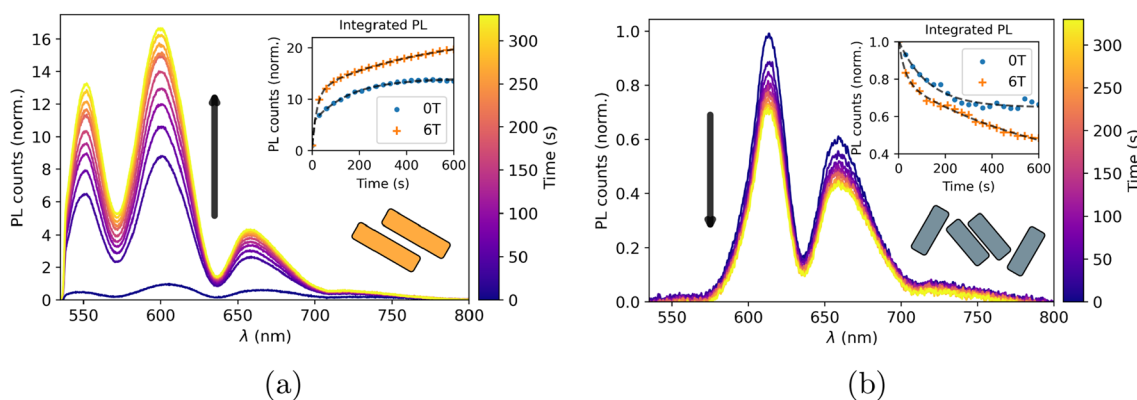 Integrated PL
PL counts (norm.)
20
10
0
0T
6T
0 200 400 600
Time (s)
16
14
12
10
8
6
4
2
0
PL counts (norm.)
550 600 650 700 750 800
λ (nm)
300
250
200
150
100
50
0
Time (s)
(a)
Integrated PL
PL counts (norm.)
1.0
0.8
0.6
0.4
0T
6T
0 200 400 600
Time (s)
1.0
0.8
0.6
0.4
0.2
0.0
PL counts (norm.)
550 600 650 700 750 800
λ (nm)
300
250
200
150
100
50
0
Time (s)
(b)